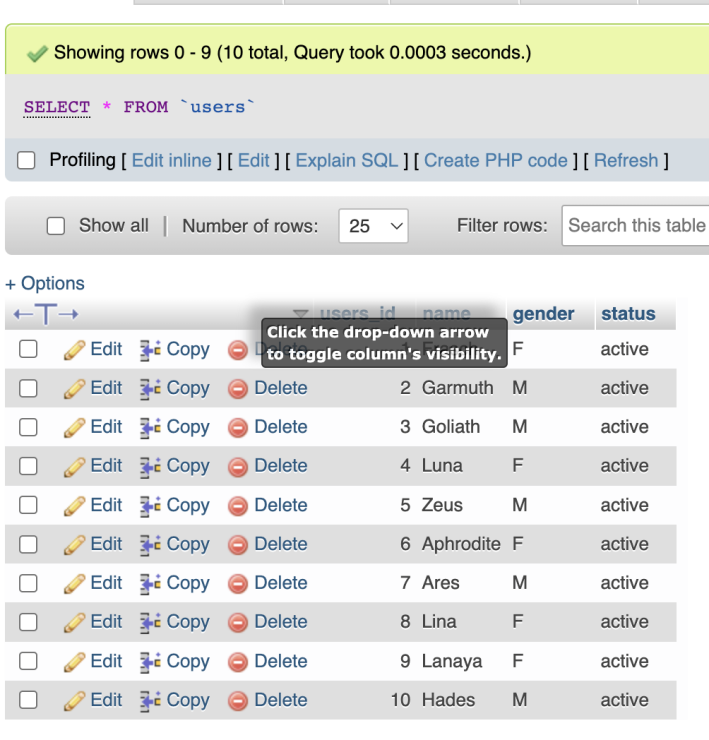 Showing rows 0 - 9 (10 total, Query took 0.0003 seconds.)
SELECT * FROM `users`
Profiling [ Edit inline ] [ Edit ] [ Explain SQL ] [ Create PHP code ] [ Refresh ]
Show all | Number of rows: 25 Filter rows: Search this table
+ Options
←T→ users_id name gender status
Click the drop-down arrow
to toggle column's visibility.
Edit Copy Delete 1 F active
Edit Copy Delete 2 Garmuth M active
Edit Copy Delete 3 Goliath M active
Edit Copy Delete 4 Luna F active
Edit Copy Delete 5 Zeus M active
Edit Copy Delete 6 Aphrodite F active
Edit Copy Delete 7 Ares M active
Edit Copy Delete 8 Lina F active
Edit Copy Delete 9 Lanaya F active
Edit Copy Delete 10 Hades M active